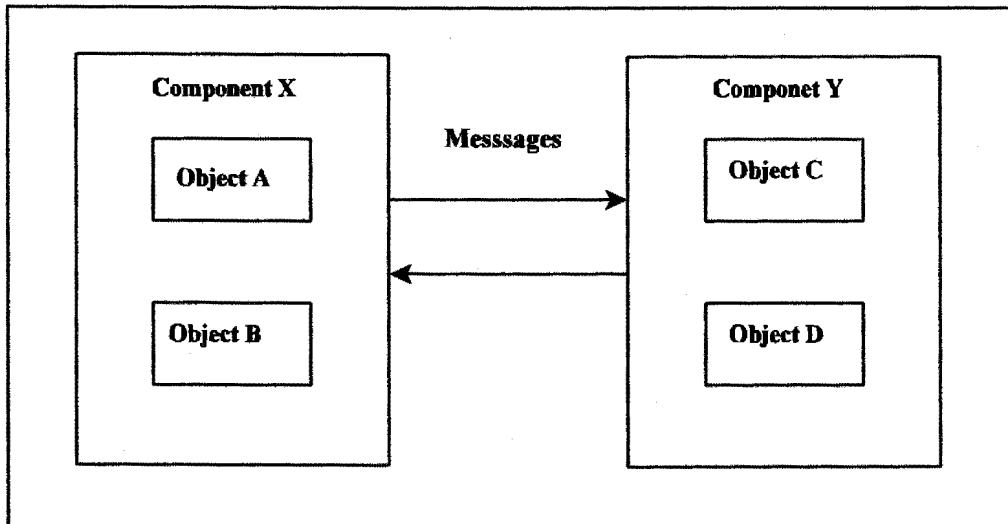 Component X
Object A
Object B
Messsages
Componet Y
Object C
Object D